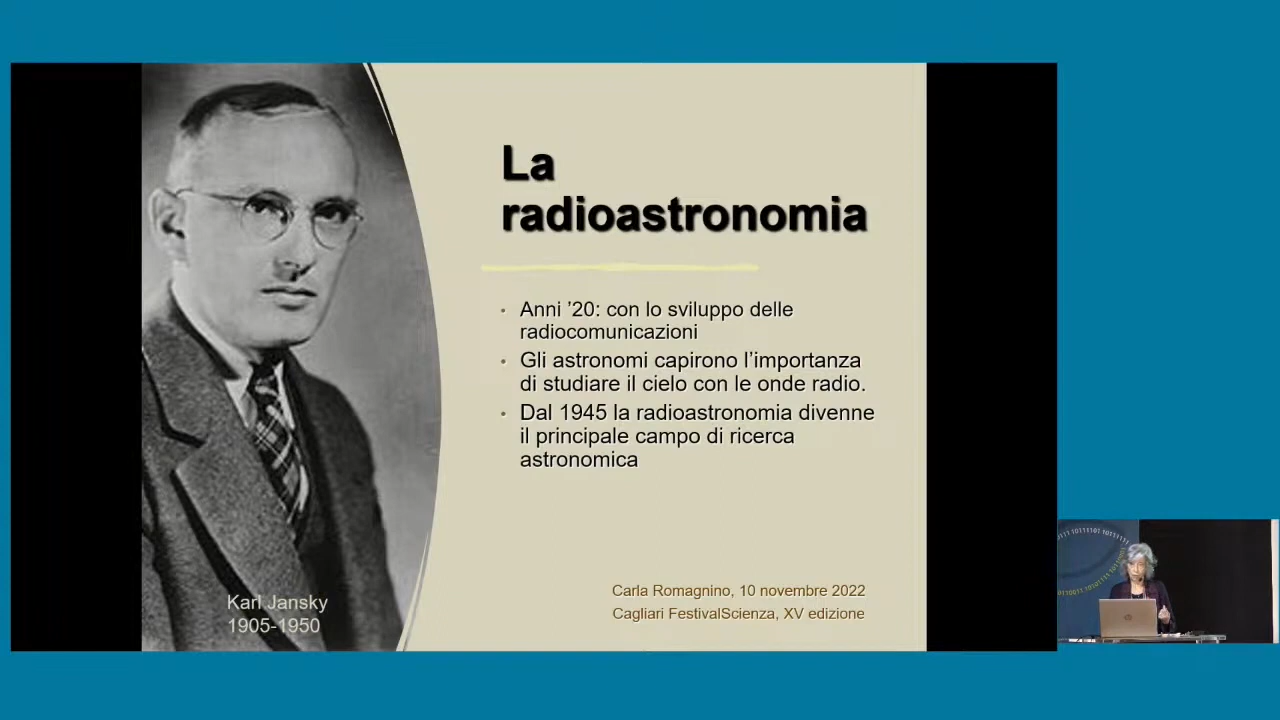 La
radioastronomia
• Anni ’20: con lo sviluppo delle
radiocomunicazioni
• Gli astronomi capirono l’importanza
di studiare il cielo con le onde radio.
• Dal 1945 la radioastronomia divenne
il principale campo di ricerca
astronomica
Karl Jansky
1905-1950
Carla Romagnino, 10 novembre 2022
Cagliari FestivalScienza, XV edizione